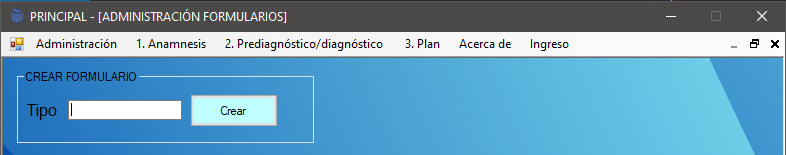 PRINCIPAL - [ADMINISTRACIÓN FORMULARIOS]
Administración 1. Anamnesis 2. Prediagnóstico/diagnóstico 3. Plan Acerca de Ingreso
CREAR FORMULARIO
Tipo Crear